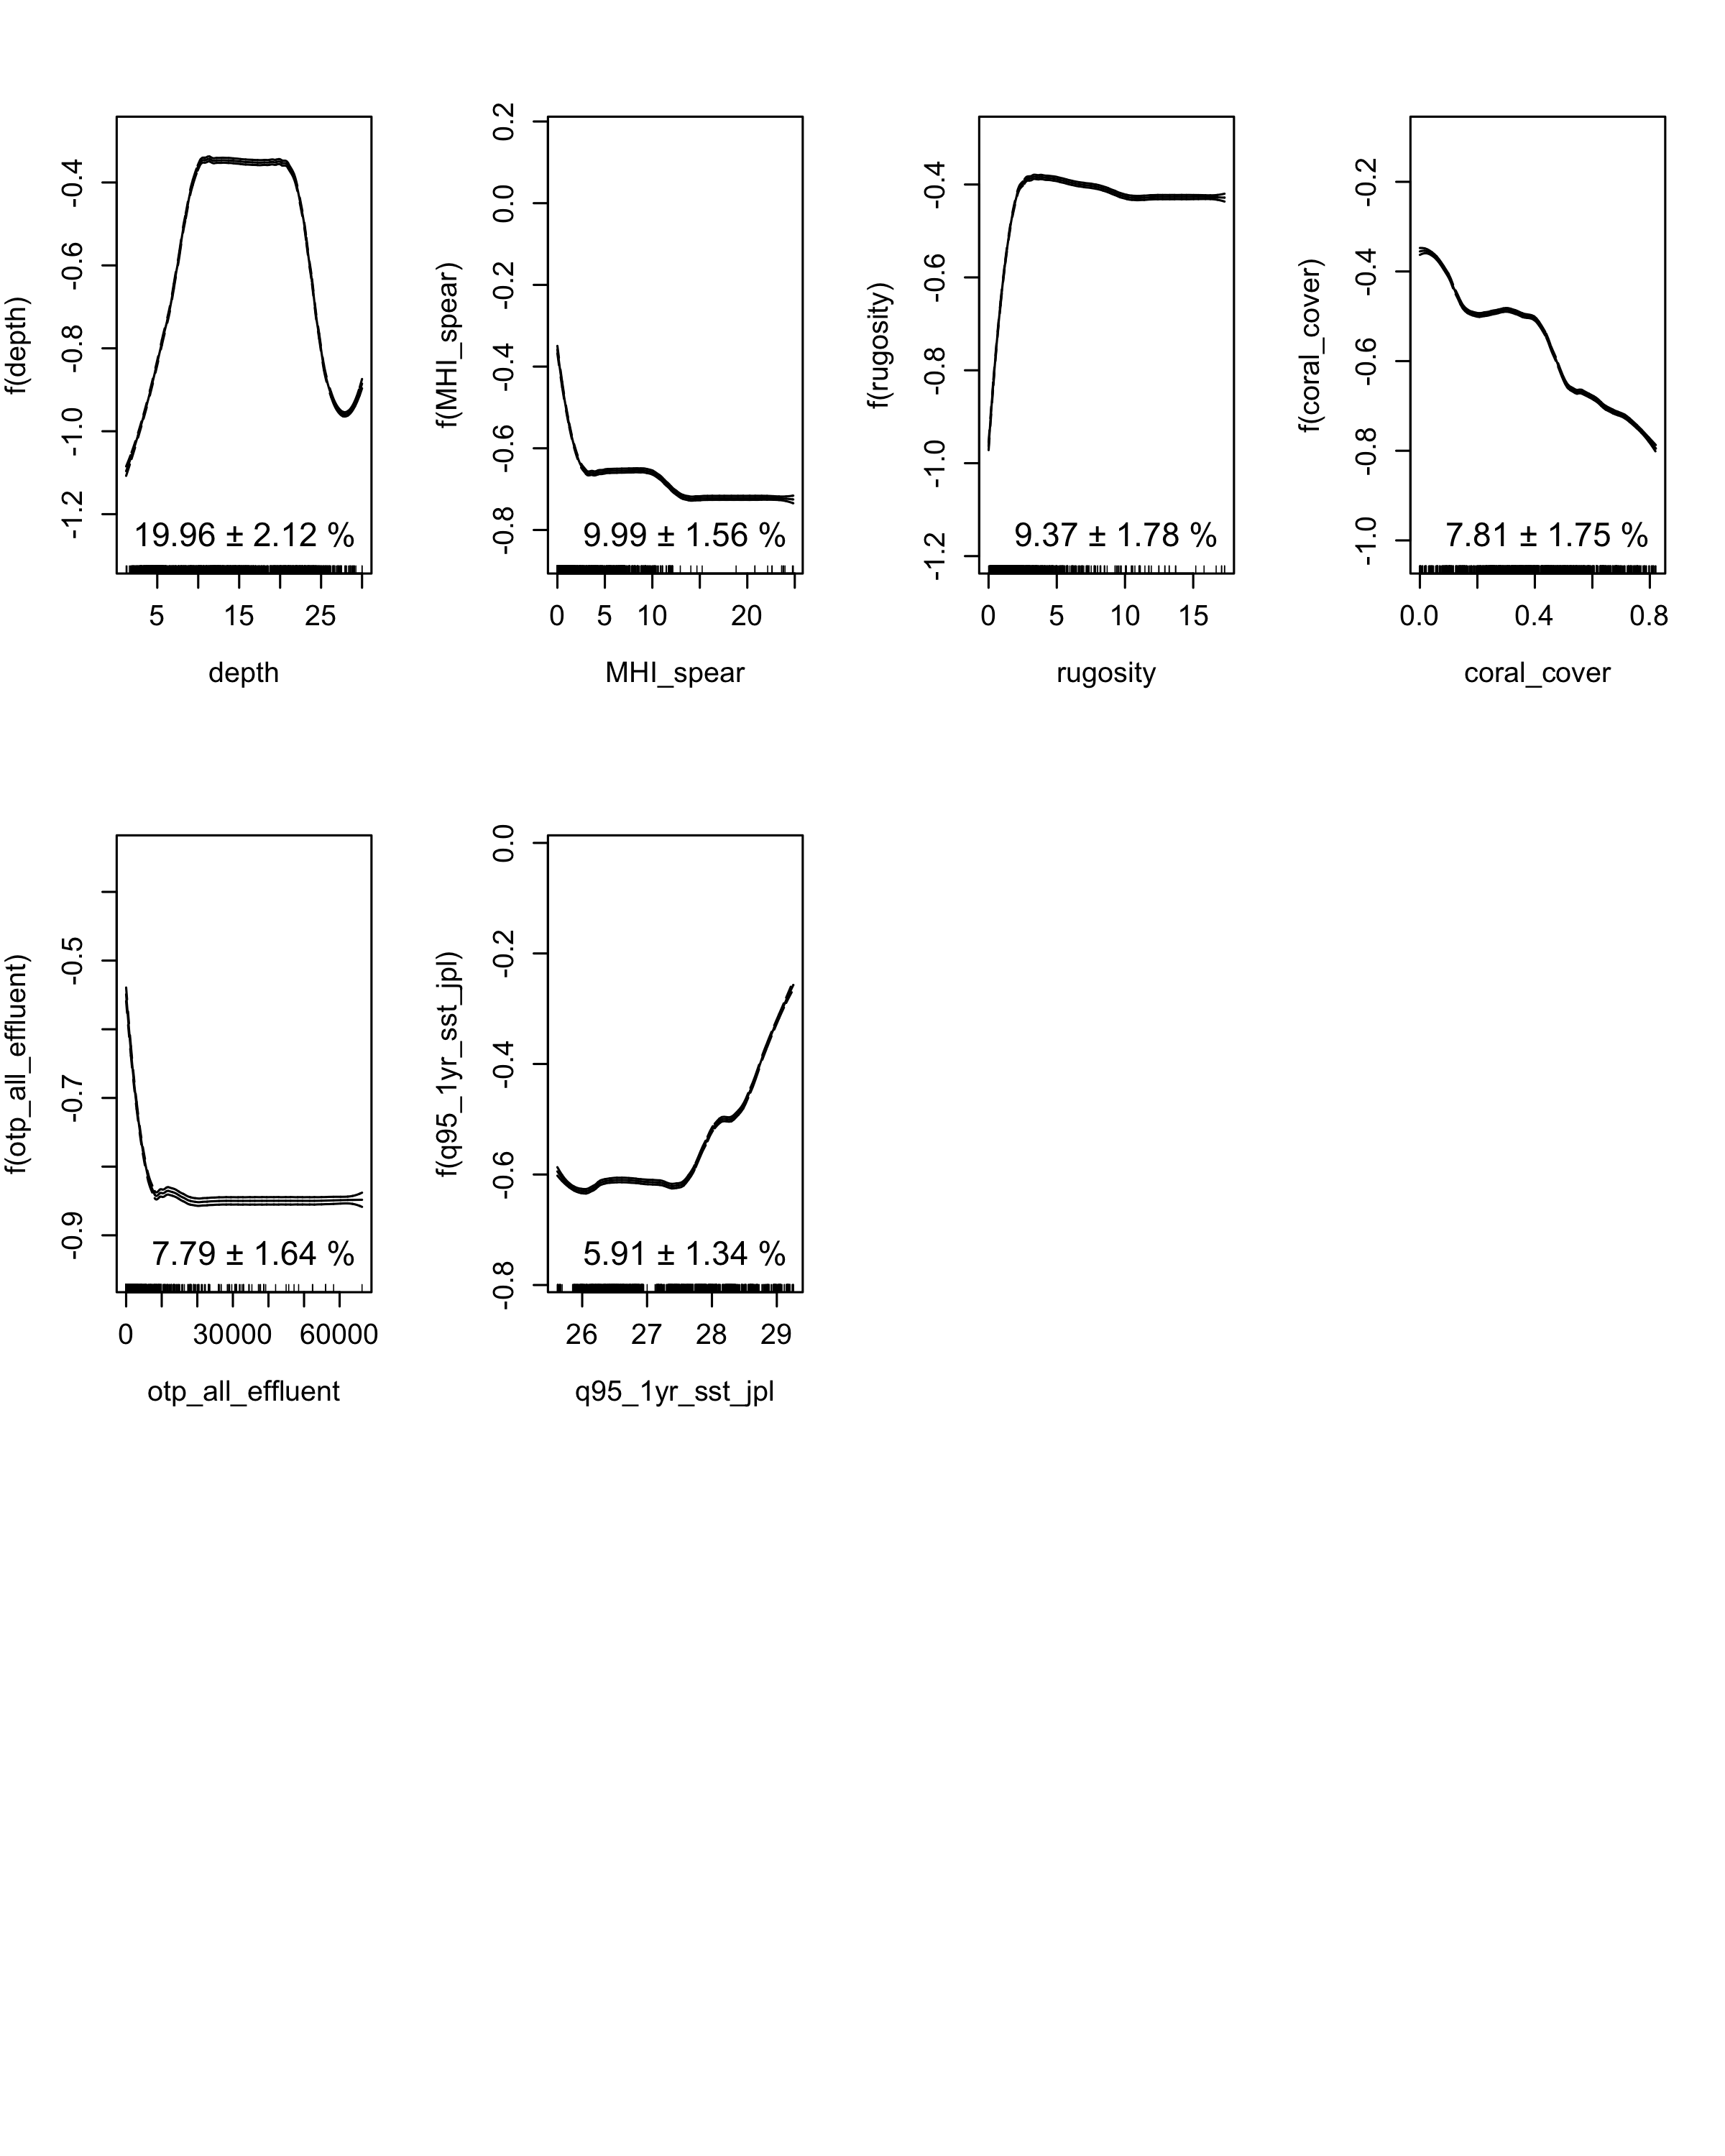 f(depth)
-0.4
-0.6
-0.8
-1.0
-1.2
19.96 ± 2.12 %
5 15 25
depth
f(MHI_spear)
0.2
0.0
-0.2
-0.4
-0.6
-0.8
9.99 ± 1.56 %
0 5 10 20
MHI_spear
f(rugosity)
-0.4
-0.6
-0.8
-1.0
-1.2
9.37 ± 1.78 %
0 5 10 15
rugosity
f(coral_cover)
-0.2
-0.4
-0.6
-0.8
-1.0
7.81 ± 1.75 %
0.0 0.4 0.8
coral_cover
f(otp_all_effluent)
-0.5
-0.7
-0.9
7.79 ± 1.64 %
0 30000 60000
otp_all_effluent
f(q95_1yr_sst_jpl)
0.0
-0.2
-0.4
-0.6
-0.8
5.91 ± 1.34 %
26 27 28 29
q95_1yr_sst_jpl